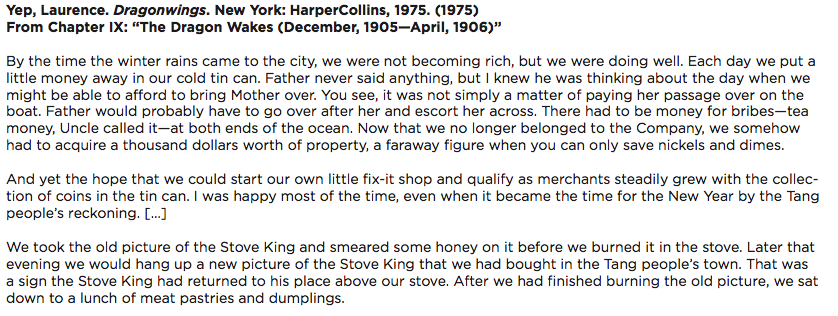 Yep, Laurence. Dragonwings. New York: HarperCollins, 1975. (1975)
From Chapter IX: “The Dragon Wakes (December, 1905—April, 1906)”
By the time the winter rains came to the city, we were not becoming rich, but we were doing well. Each day we put a
little money away in our cold tin can. Father never said anything, but I knew he was thinking about the day when we
might be able to afford to bring Mother over. You see, it was not simply a matter of paying her passage over on the
boat. Father would probably have to go over after her and escort her across. There had to be money for bribes—tea
money, Uncle called it—at both ends of the ocean. Now that we no longer belonged to the Company, we somehow
had to acquire a thousand dollars worth of property, a faraway figure when you can only save nickels and dimes.
And yet the hope that we could start our own little fix-it shop and qualify as merchants steadily grew with the collec-
tion of coins in the tin can. I was happy most of the time, even when it became the time for the New Year by the Tang
people’s reckoning. […]
We took the old picture of the Stove King and smeared some honey on it before we burned it in the stove. Later that
evening we would hang up a new picture of the Stove King that we had bought in the Tang people’s town. That was
a sign the Stove King had returned to his place above our stove. After we had finished burning the old picture, we sat
down to a lunch of meat pastries and dumplings.